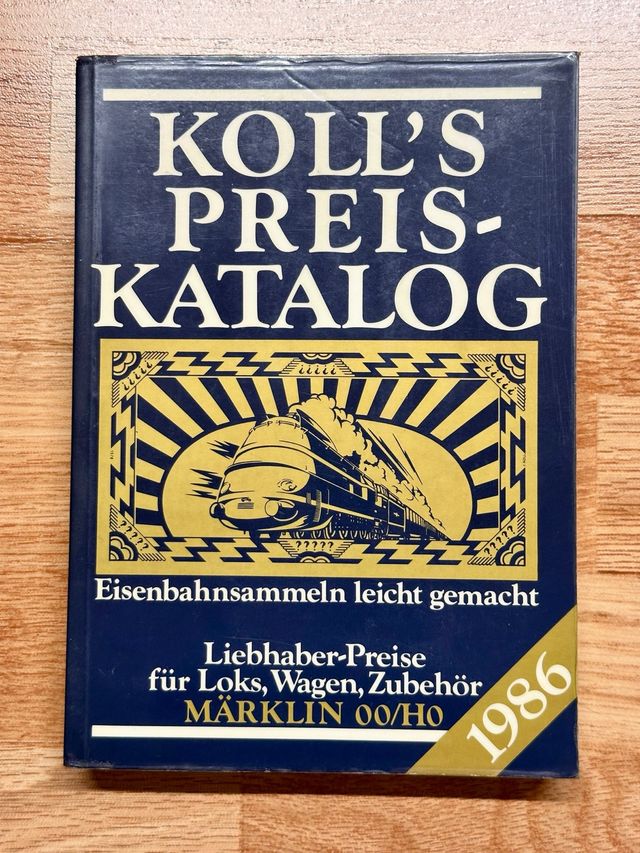 KOLL'S
PREIS-
KATALOG
?????
?????
Eisenbahnsammeln leicht gemacht
Liebhaber-Preise
für Loks, Wagen, Zubehör
MÄRKLIN 00/H0
1986